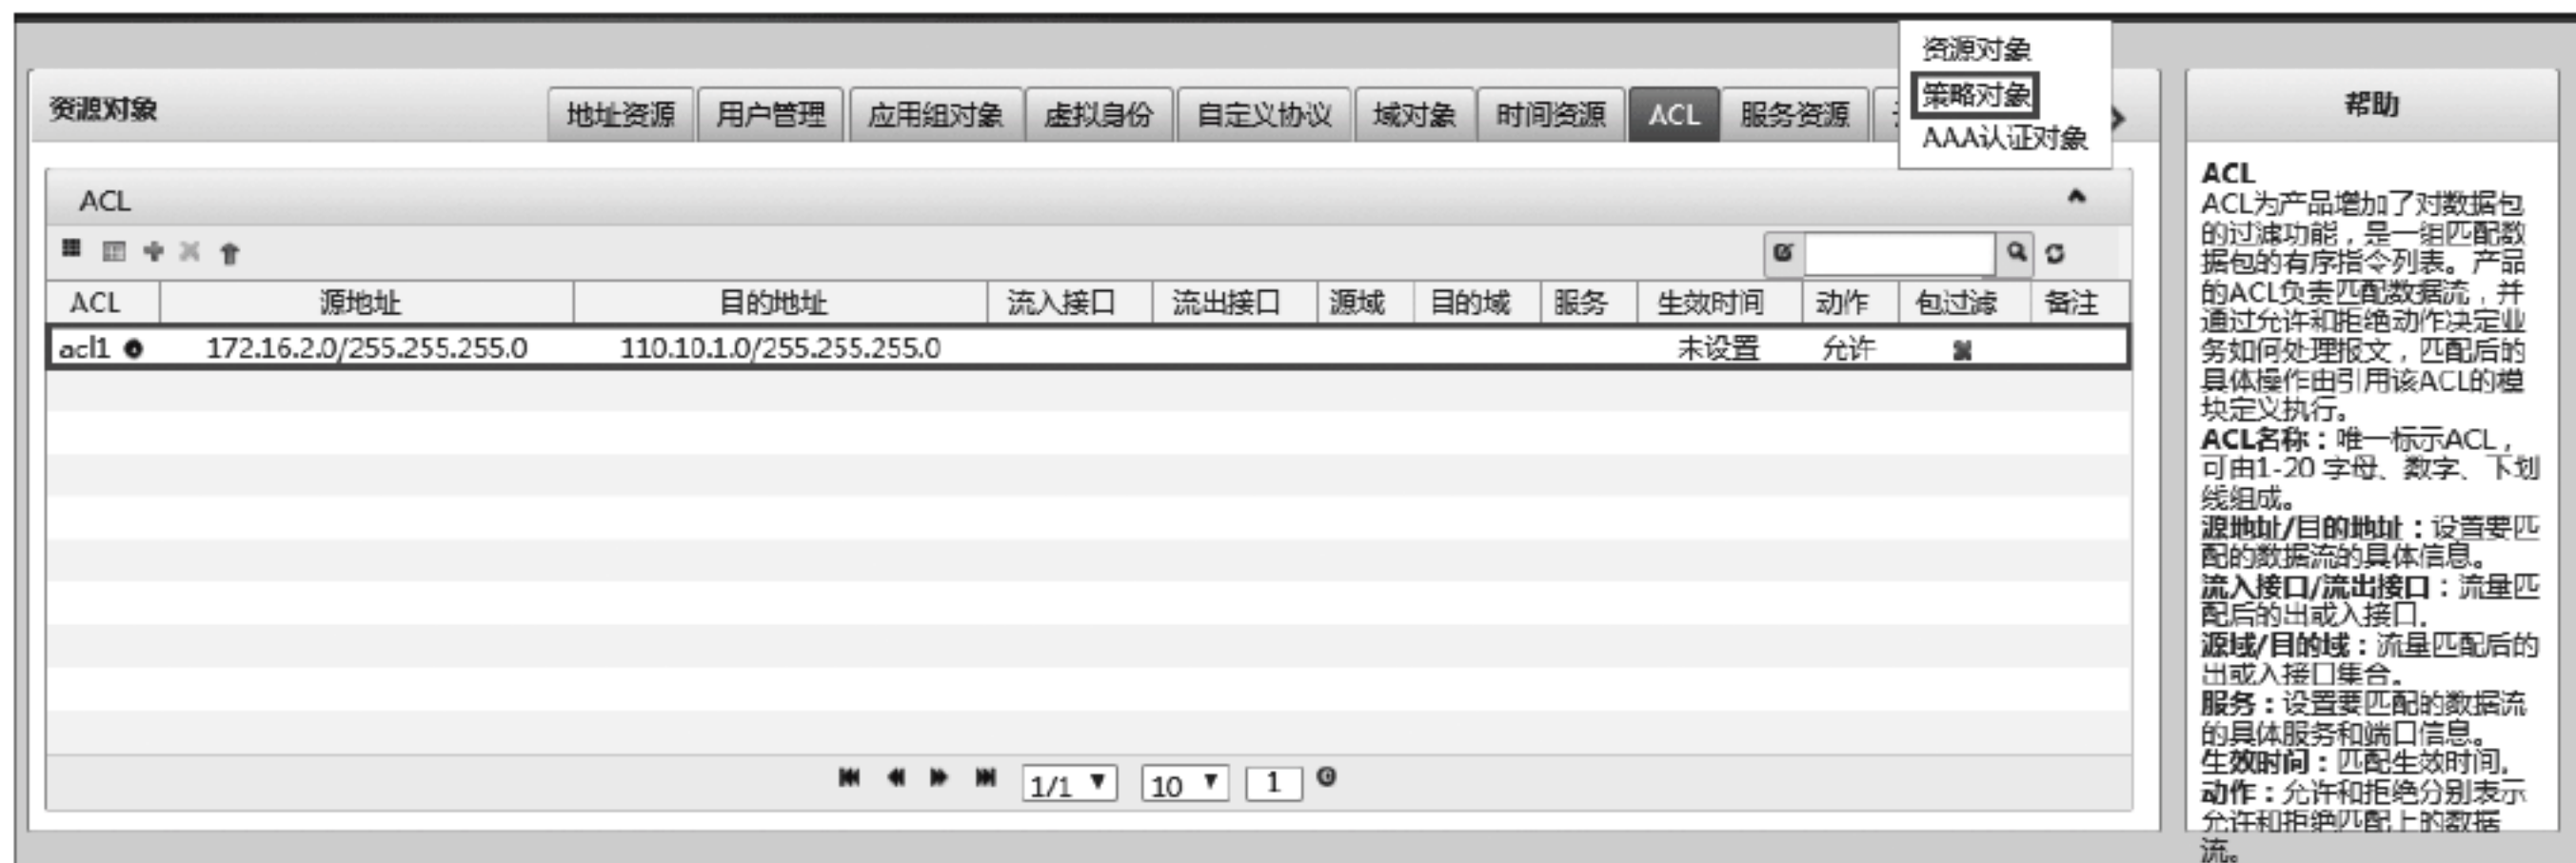 资源对象
策略对象
AAA认证对象
资源对象 地址资源 用户管理 应用组对象 虚拟身份 自定义协议 域对象 时间资源 ACL 服务资源
ACL
ACL 源地址 目的地址 流入接口 流出接口 源域 目的域 服务 生效时间 动作 包过滤 备注
acl1 172.16.2.0/255.255.255.0 110.10.1.0/255.255.255.0 未设置 允许
1/1 10 1
帮助
ACL
ACL为产品增加了对数据包
的过滤功能，是一组匹配数
据包的有序指令列表。产品
的ACL负责匹配数据流，并
通过允许和拒绝动作决定业
务如何处理报文，匹配后的
具体操作由引用该ACL的模
块定义执行。
ACL名称：唯一标示ACL，
可由1-20 字母、数字、下划
线组成。
源地址/目的地址：设置要匹
配的数据流的具体信息。
流入接口/流出接口：流量匹
配后的出或入接口。
源域/目的域：流量匹配后的
出或入接口集合。
服务：设置要匹配的数据流
的具体服务和端口信息。
生效时间：匹配生效时间。
动作：允许和拒绝分别表示
允许和拒绝匹配上的数据
流。